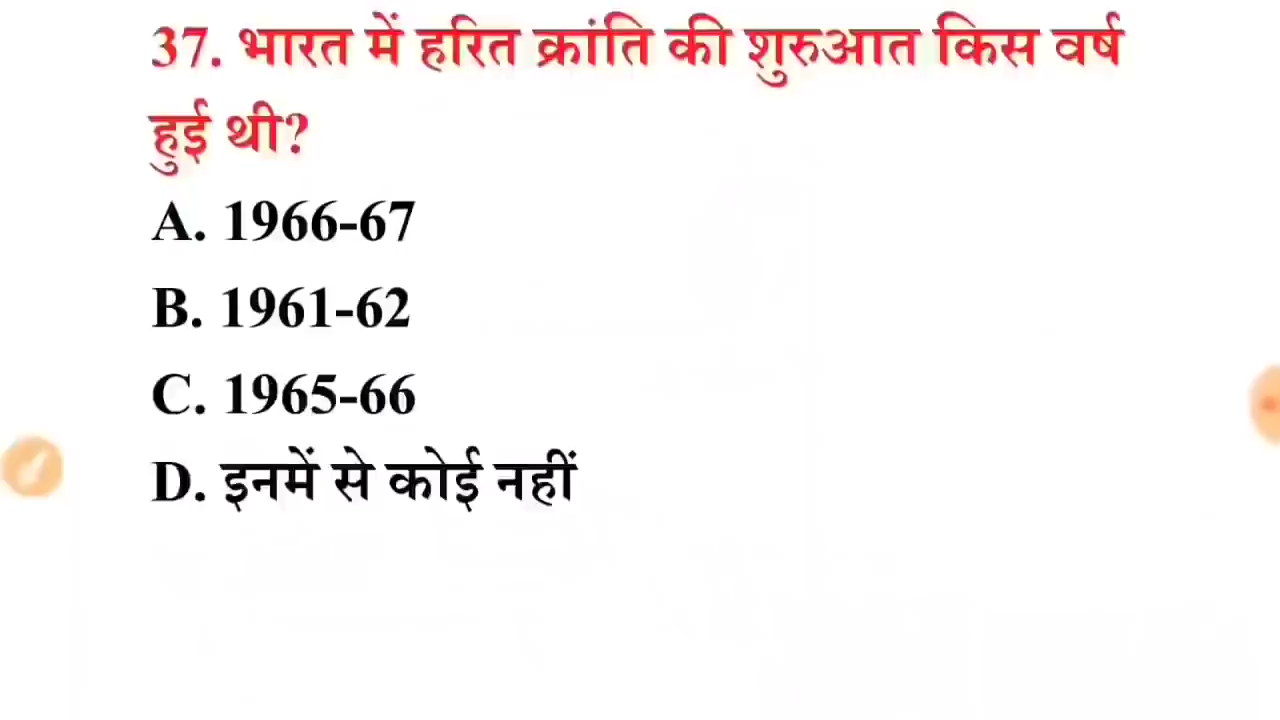 37. भारत में हरित क्रांति की शुरुआत किस वर्ष
हुई थी?
A. 1966-67
B. 1961-62
C. 1965-66
D. इनमें से कोई नहीं